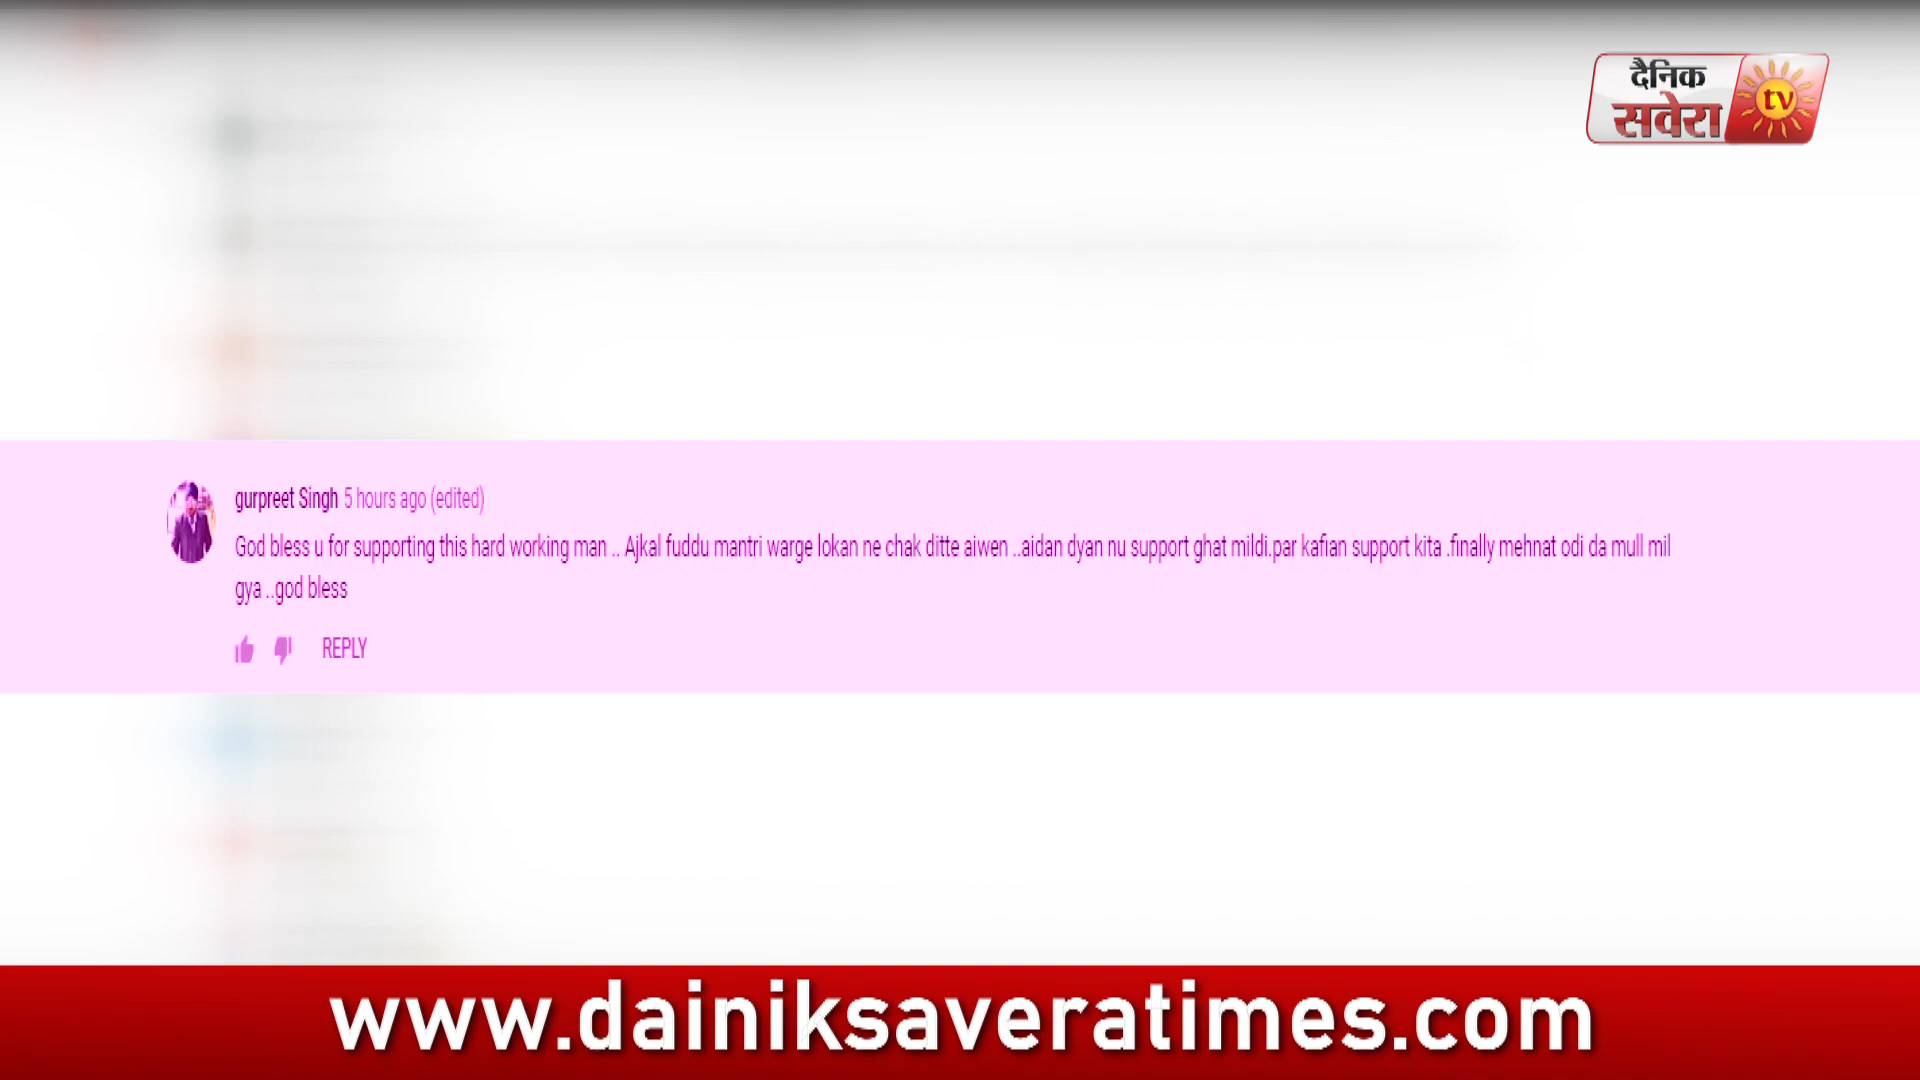 दैनिक
सवेरा tv
gurpreet Singh 5 hours ago (edited)
God bless u for supporting this hard working man .. Ajkal fuddu mantri warge lokan ne chak ditte aiwen ..aidan dyan nu support ghat mildi.par kafian support kita .finally mehnat odi da mull mil
gya ..god bless
REPLY
www.dainiksaveratimes.com